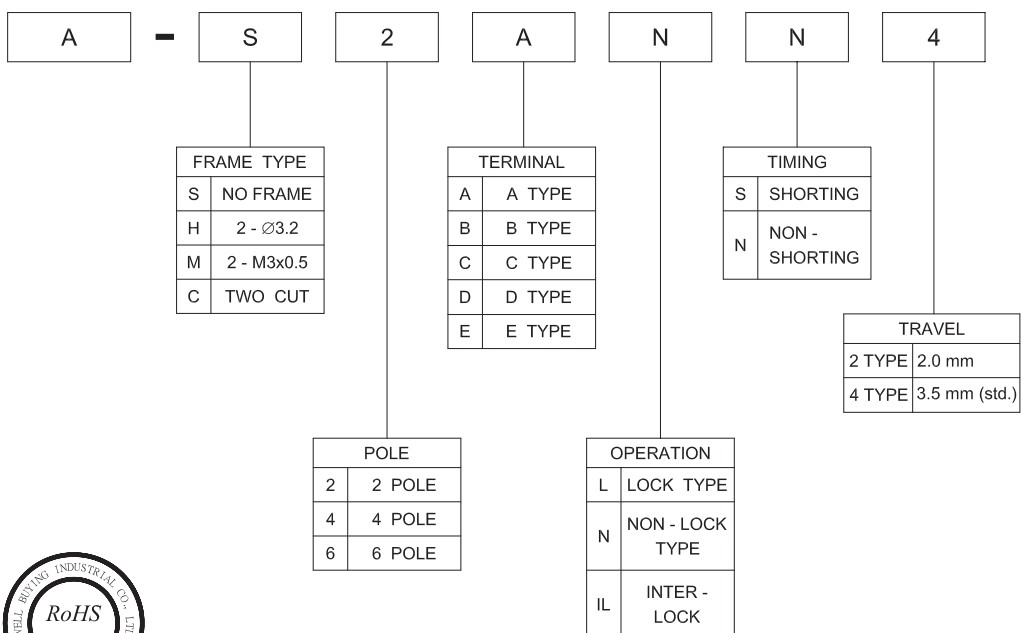 A - S 2 A N N 4
FRAME TYPE
S NO FRAME
H 2 - ∅3.2
M 2 - M3x0.5
C TWO CUT
TERMINAL
A A TYPE
B B TYPE
C C TYPE
D D TYPE
E E TYPE
TIMING
S SHORTING
N NON -
SHORTING
TRAVEL
2 TYPE 2.0 mm
4 TYPE 3.5 mm (std.)
POLE
2 2 POLE
4 4 POLE
6 6 POLE
OPERATION
L LOCK TYPE
N NON - LOCK
TYPE
IL INTER -
LOCK
BUYING INDUSTRIAL CO.,
RoHS